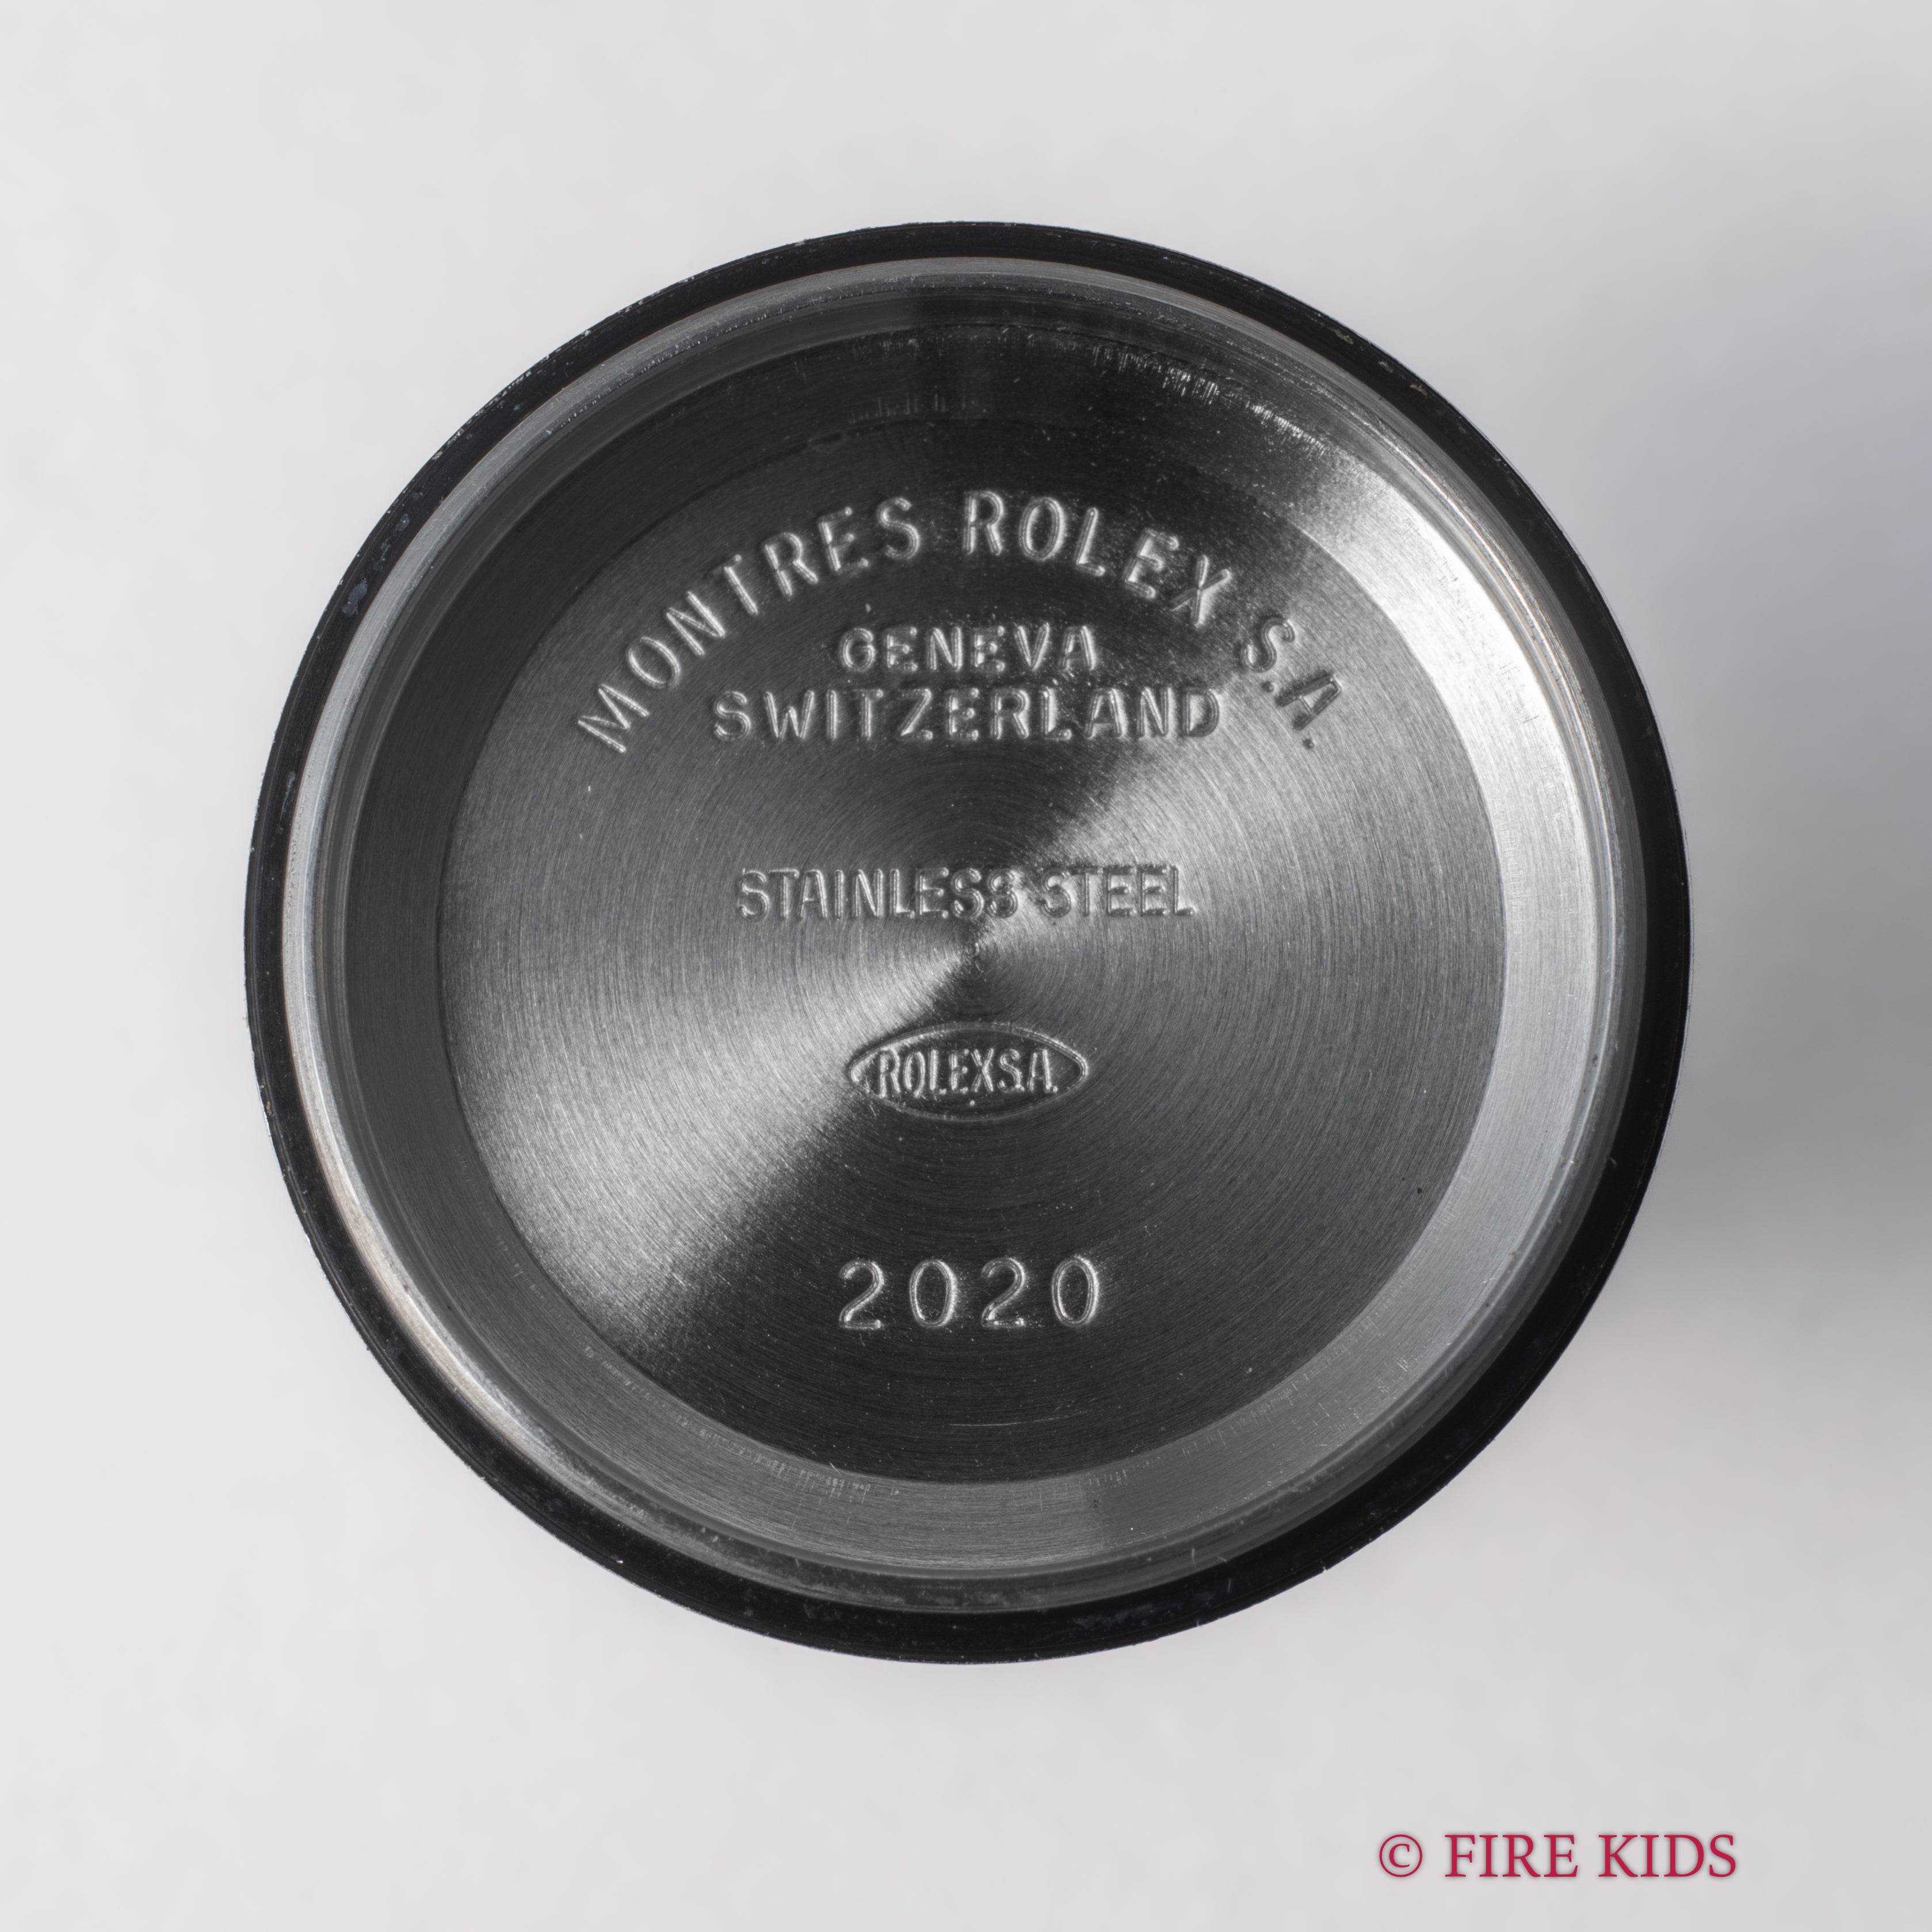 MONTRES ROLEX S.A.
GENEVA
SWITZERLAND
STAINLESS STEEL
ROLEX S.A.
2020
© FIRE KIDS